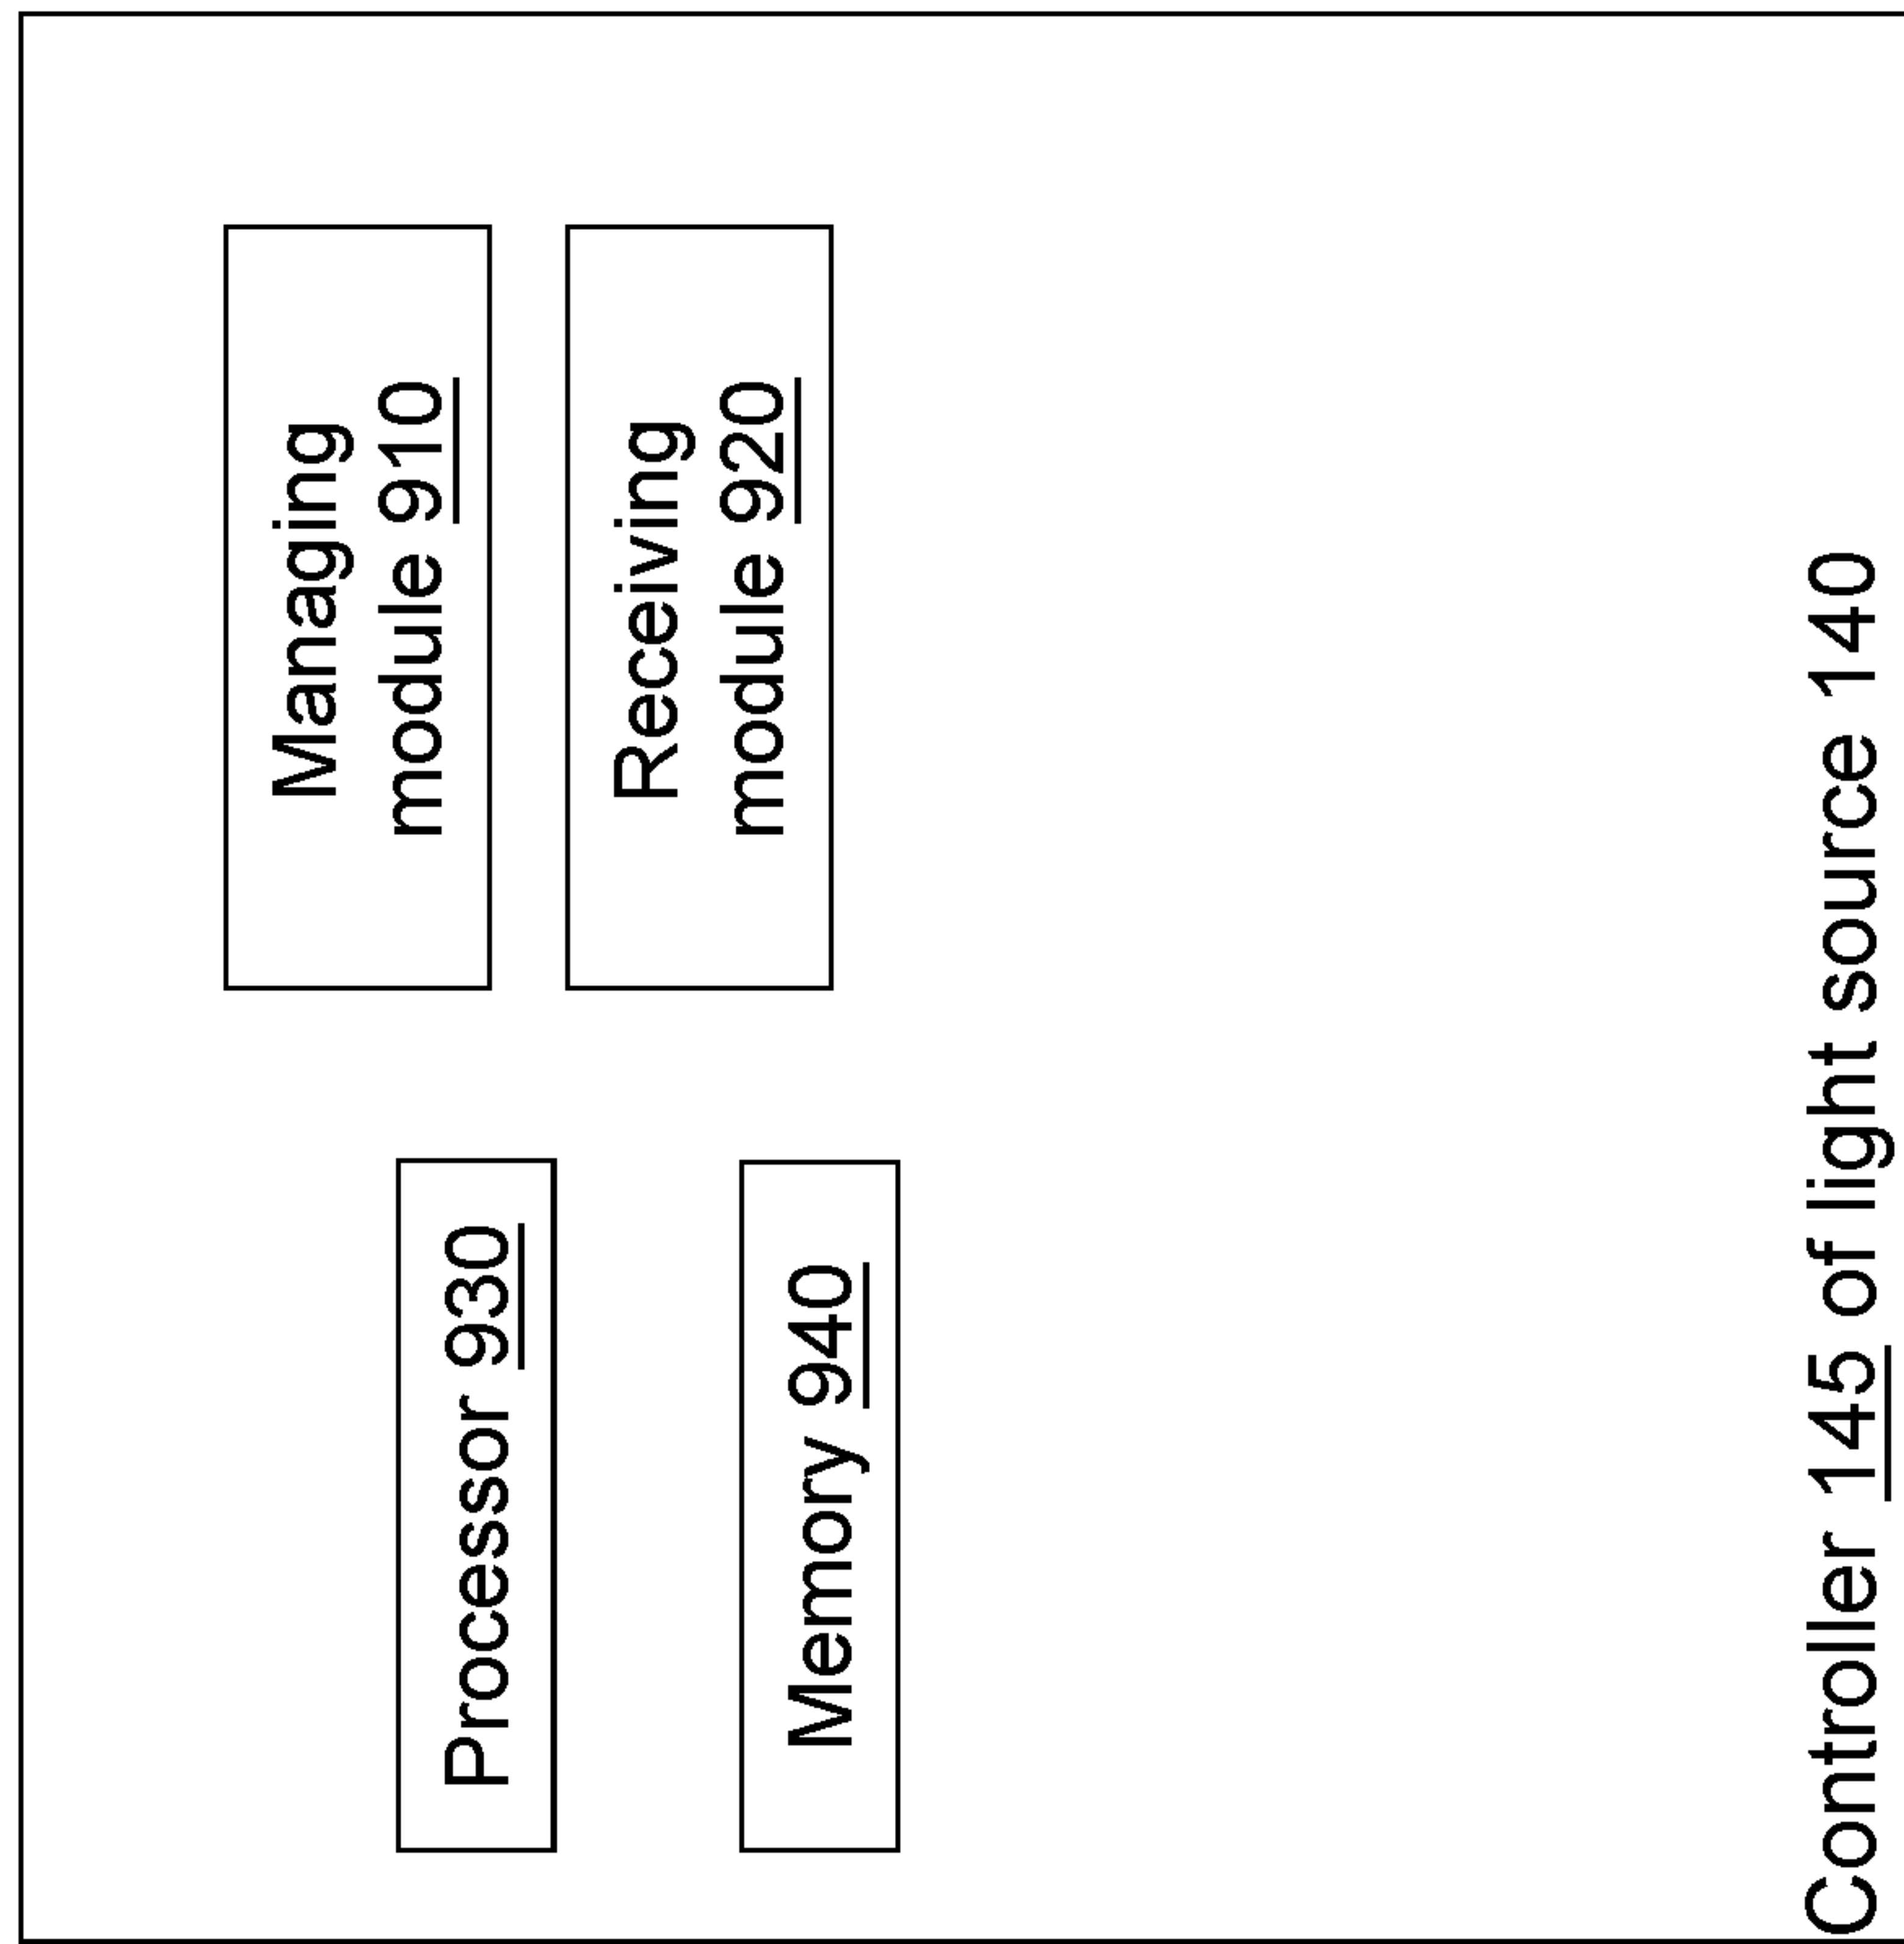 Managing
module 910
Receiving
module 920
Processor 930
Memory 940
Controller 145 of light source 140